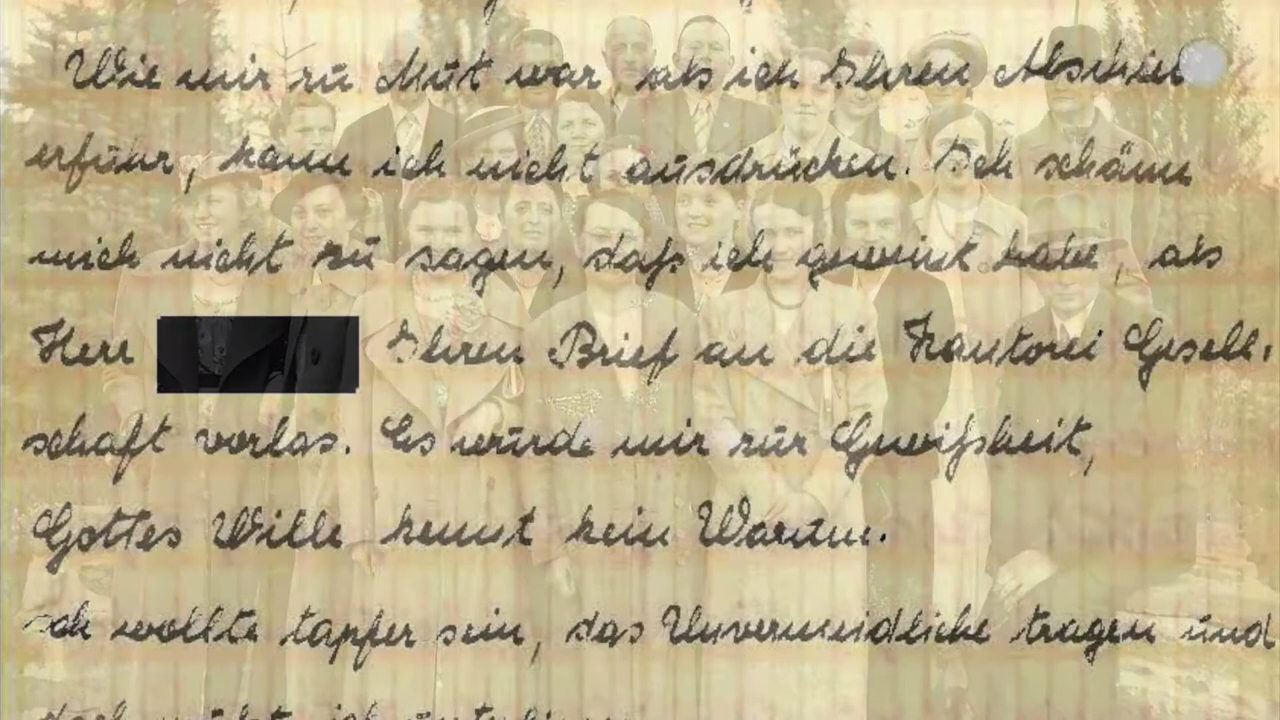 Wie mir zu Mut war, als ich Ihren Abschied
erfuhr, kann ich nicht ausdrücken. Ich schäme
mich nicht zu sagen, daß ich geweint habe, als
Herr Ihren Brief an die Kantorei Gesell-
schaft vorlas. Es wurde mir zur Gewißheit,
Gottes Wille kennt kein Warum.
Ich wollte tapfer sein, das Unvermeidliche tragen und